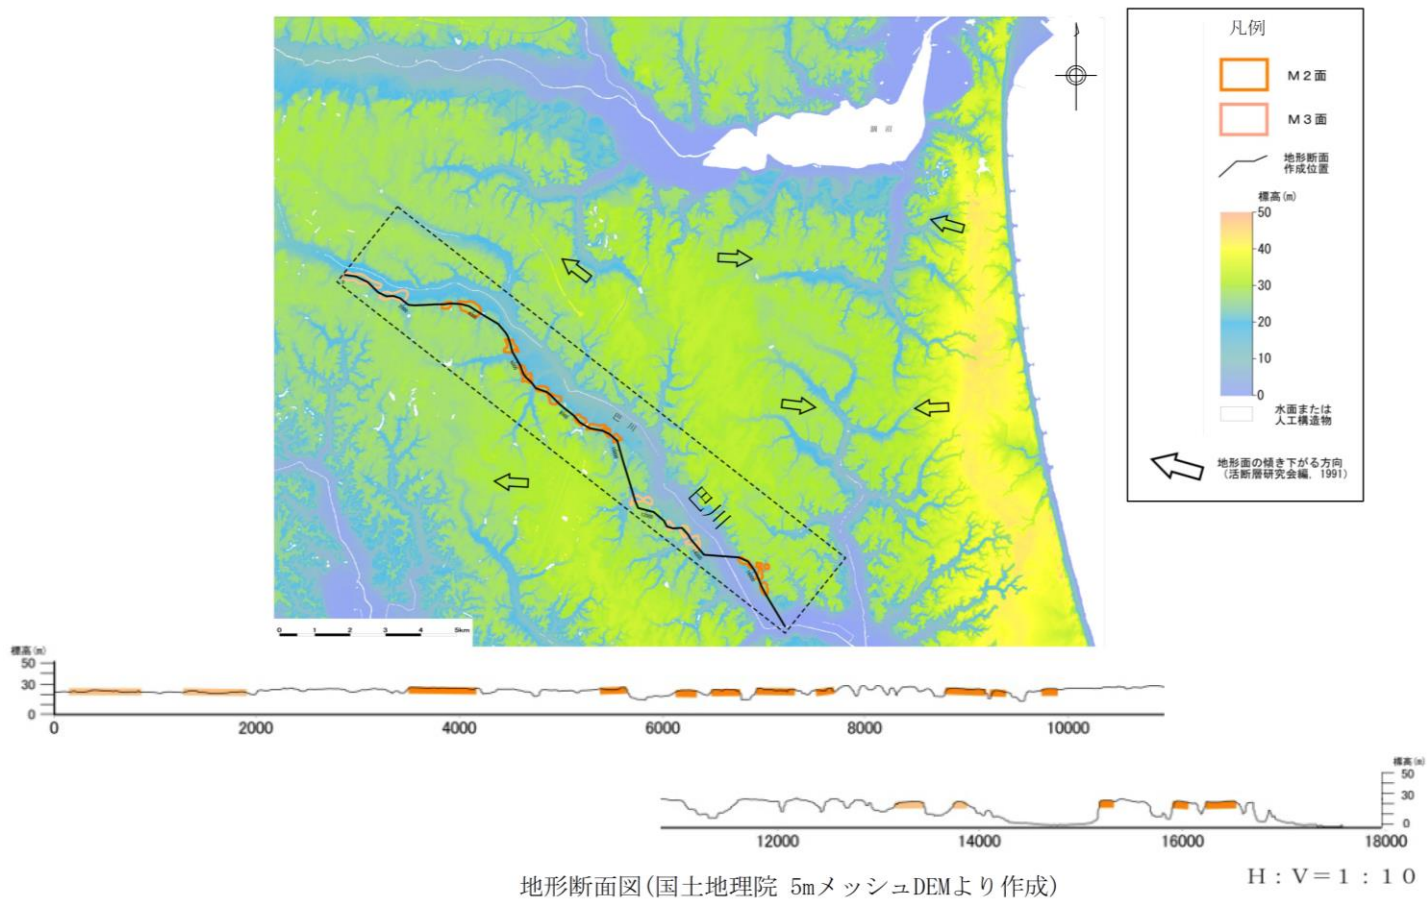 凡例
M2面
M3面
地形断面
作成位置
標高(m)
50
40
30
20
10
0
水面または
人工構造物
地形面の傾き下がる方向
(活断層研究会編, 1991)
巴 川
巴川
0 1 2 3 4 5km
標高(m)
50
30
0
0 2000 4000 6000 8000 10000
標高(m)
50
30
0
12000 14000 16000 18000
地形断面図(国土地理院 5mメッシュDEMより作成)
H:V=1:10